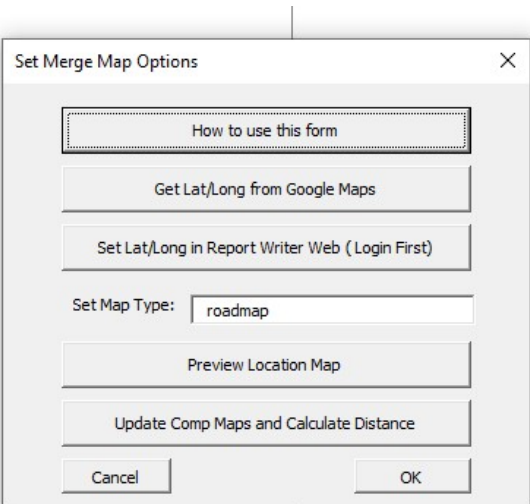 Set Merge Map Options
How to use this form
Get Lat/Long from Google Maps
Set Lat/Long in Report Writer Web ( Login First)
Set Map Type: roadmap
Preview Location Map
Update Comp Maps and Calculate Distance
Cancel OK